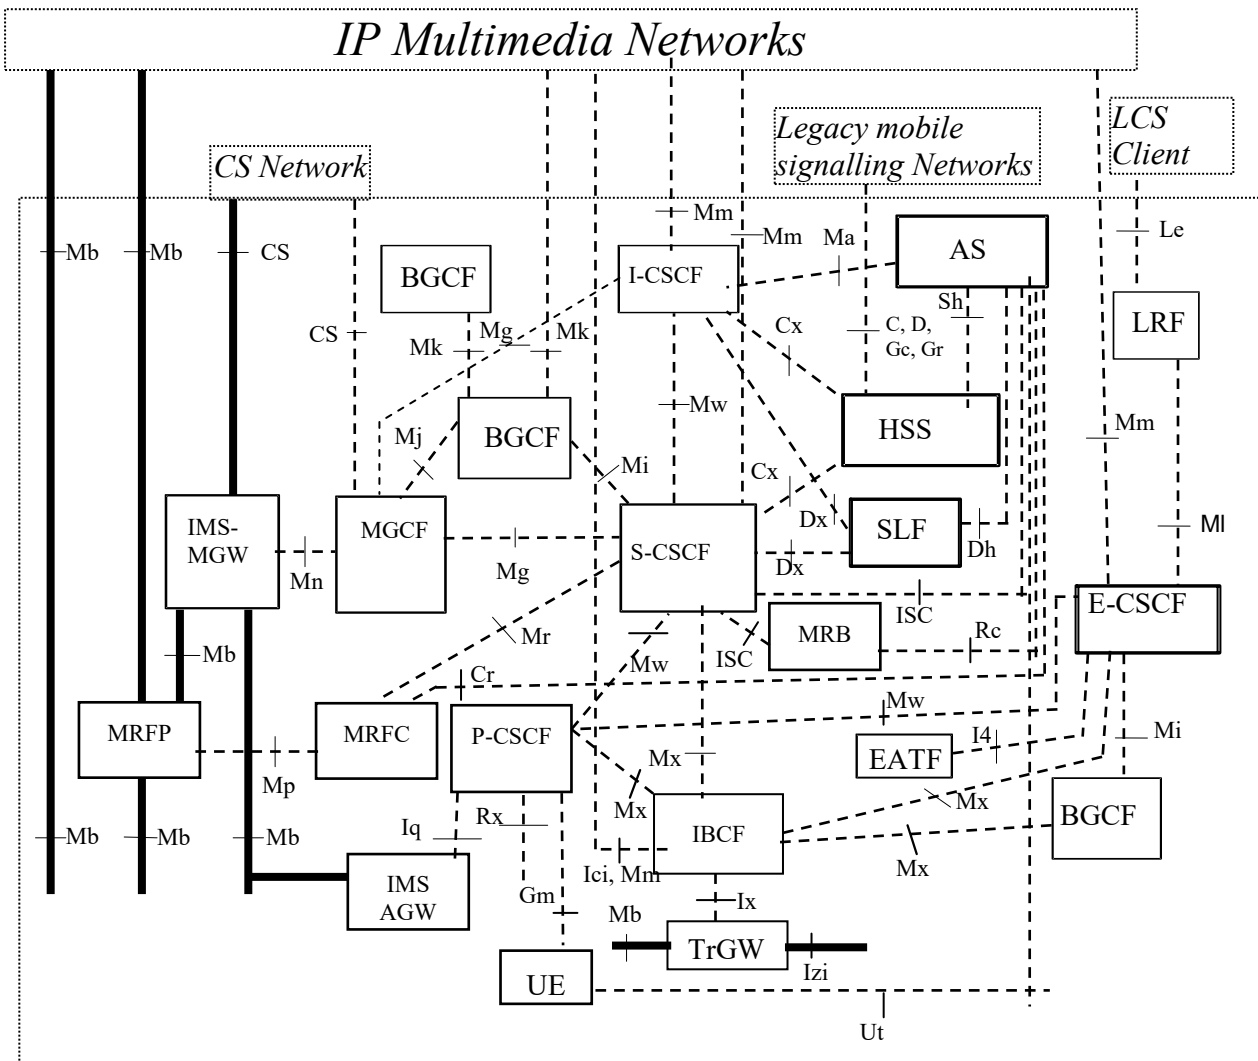 IP Multimedia Networks
Legacy mobile
signalling Networks
LCS
Client
CS Network
Mb
Mb
CS
Mm
Mm
Ma
AS
Le
BGCF
I-CSCF
Sh
LRF
CS
Mk
Mg
Mk
Cx
C, D,
Gc, Gr
Mw
HSS
Mm
Mj
BGCF
Mi
Cx
IMS-
MGW
MGCF
S-CSCF
Dx
SLF
Dh
Ml
Mn
Mg
Dx
ISC
E-CSCF
Mr
MRB
Rc
Mb
Mw
ISC
Cr
Mw
MRFP
MRFC
P-CSCF
I4
Mi
EATF
Mp
Mx
Mx
Mx
Mb
Mb
Mb
Iq
Rx
IBCF
BGCF
Mx
Ici, Mm
IMS
AGW
Gm
Mb
Ix
TrGW
Izi
UE
Ut